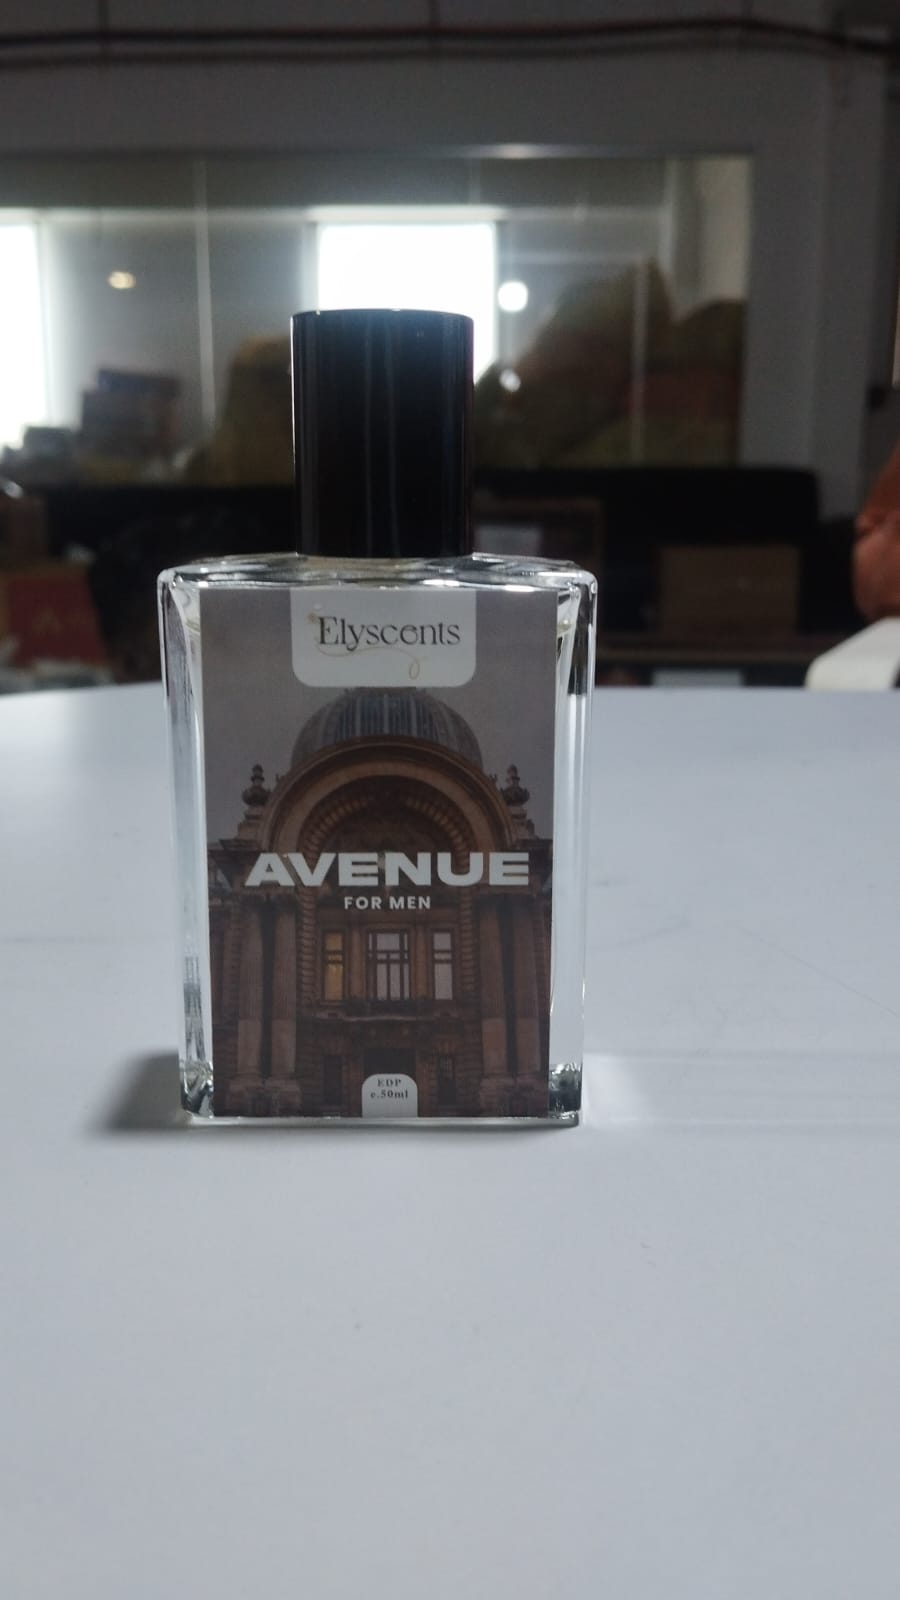 Elyscents
AVENUE
FOR MEN
EDP
e.50ml